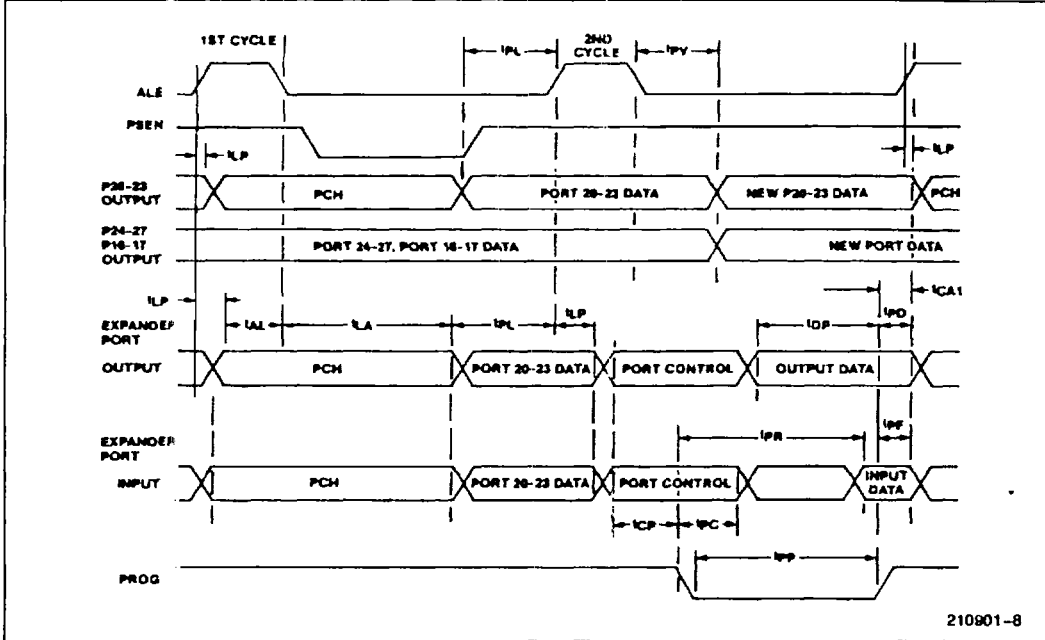 1ST CYCLE
tPL
2ND CYCLE
tPV
ALE
PSEN
tLP
tLP
P20-23 OUTPUT
PCH
PORT 20-23 DATA
NEW P20-23 DATA
PCH
P24-27
P16-17
OUTPUT
PORT 24-27, PORT 16-17 DATA
NEW PORT DATA
tLP
tCA1
EXPANDER PORT
OUTPUT
tAL
tLA
tPL
tLP
tDP
tPD
PCH
PORT 20-23 DATA
PORT CONTROL
OUTPUT DATA
EXPANDER PORT
INPUT
tPR
tPF
PCH
PORT 20-23 DATA
PORT CONTROL
INPUT DATA
tCP
tPC
PROG
tPP
210901-8